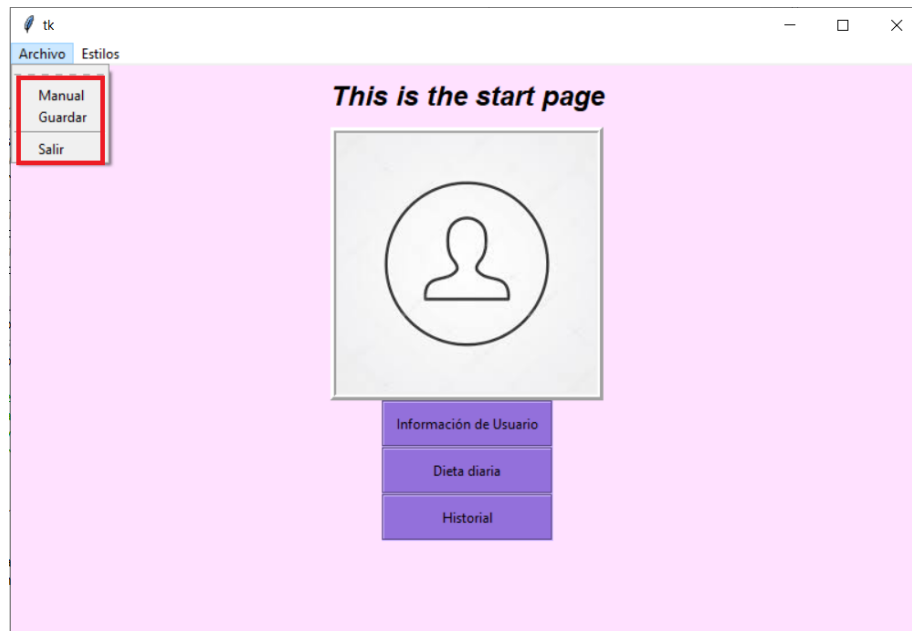 tk
Archivo Estilos
Manual
Guardar
Salir
This is the start page
Información de Usuario
Dieta diaria
Historial